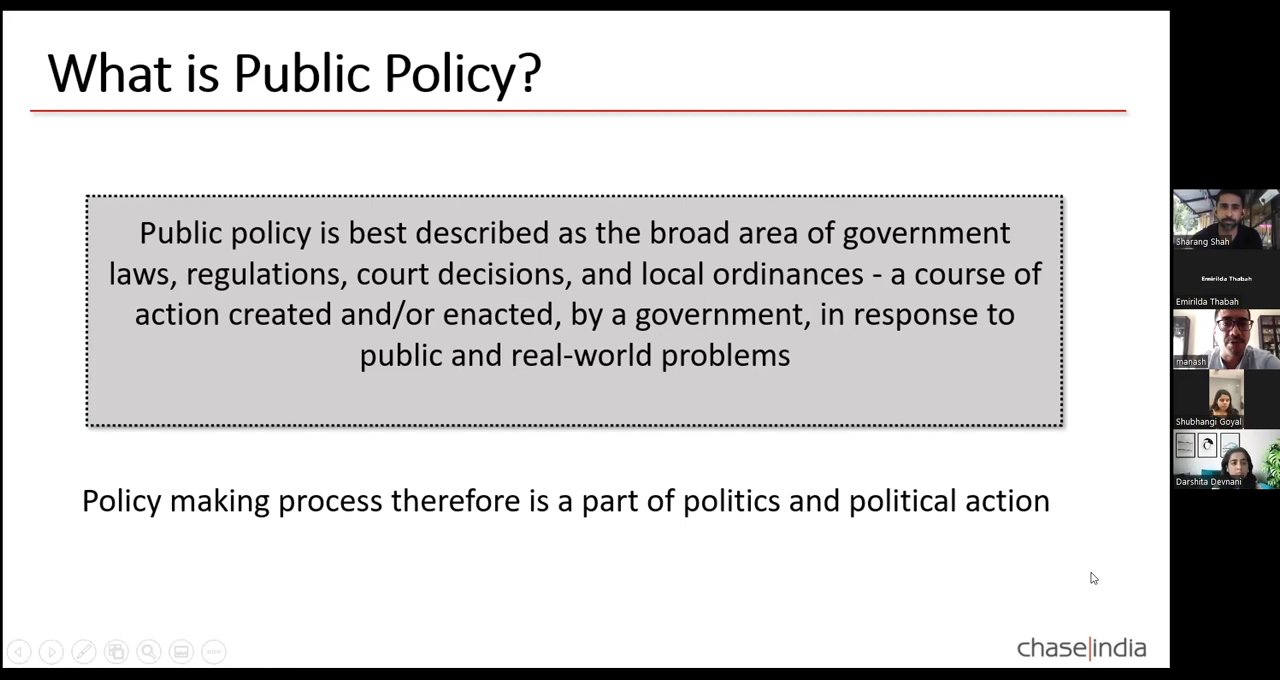 What is Public Policy?
Public policy is best described as the broad area of government
laws, regulations, court decisions, and local ordinances - a course of
action created and/or enacted, by a government, in response to
public and real-world problems
Policy making process therefore is a part of politics and political action
chase|india
Sharang Shah
Emirilda Thabah
Emirilda Thabah
manash
Shubhangi Goyal
Darshita Devnani